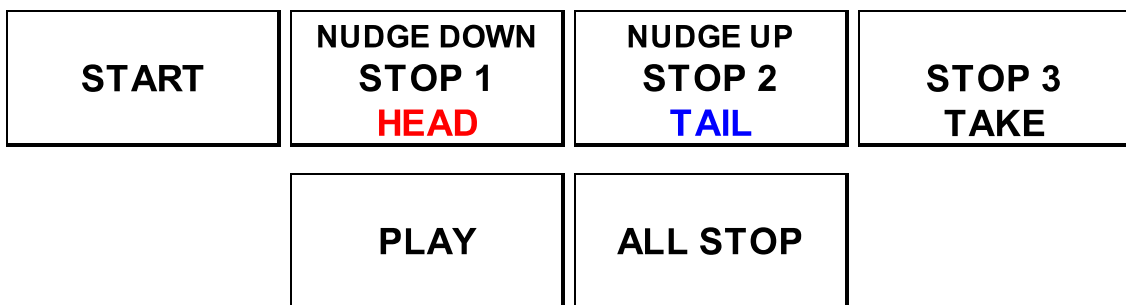 START
NUDGE DOWN
STOP 1
HEAD
NUDGE UP
STOP 2
TAIL
STOP 3
TAKE
PLAY
ALL STOP